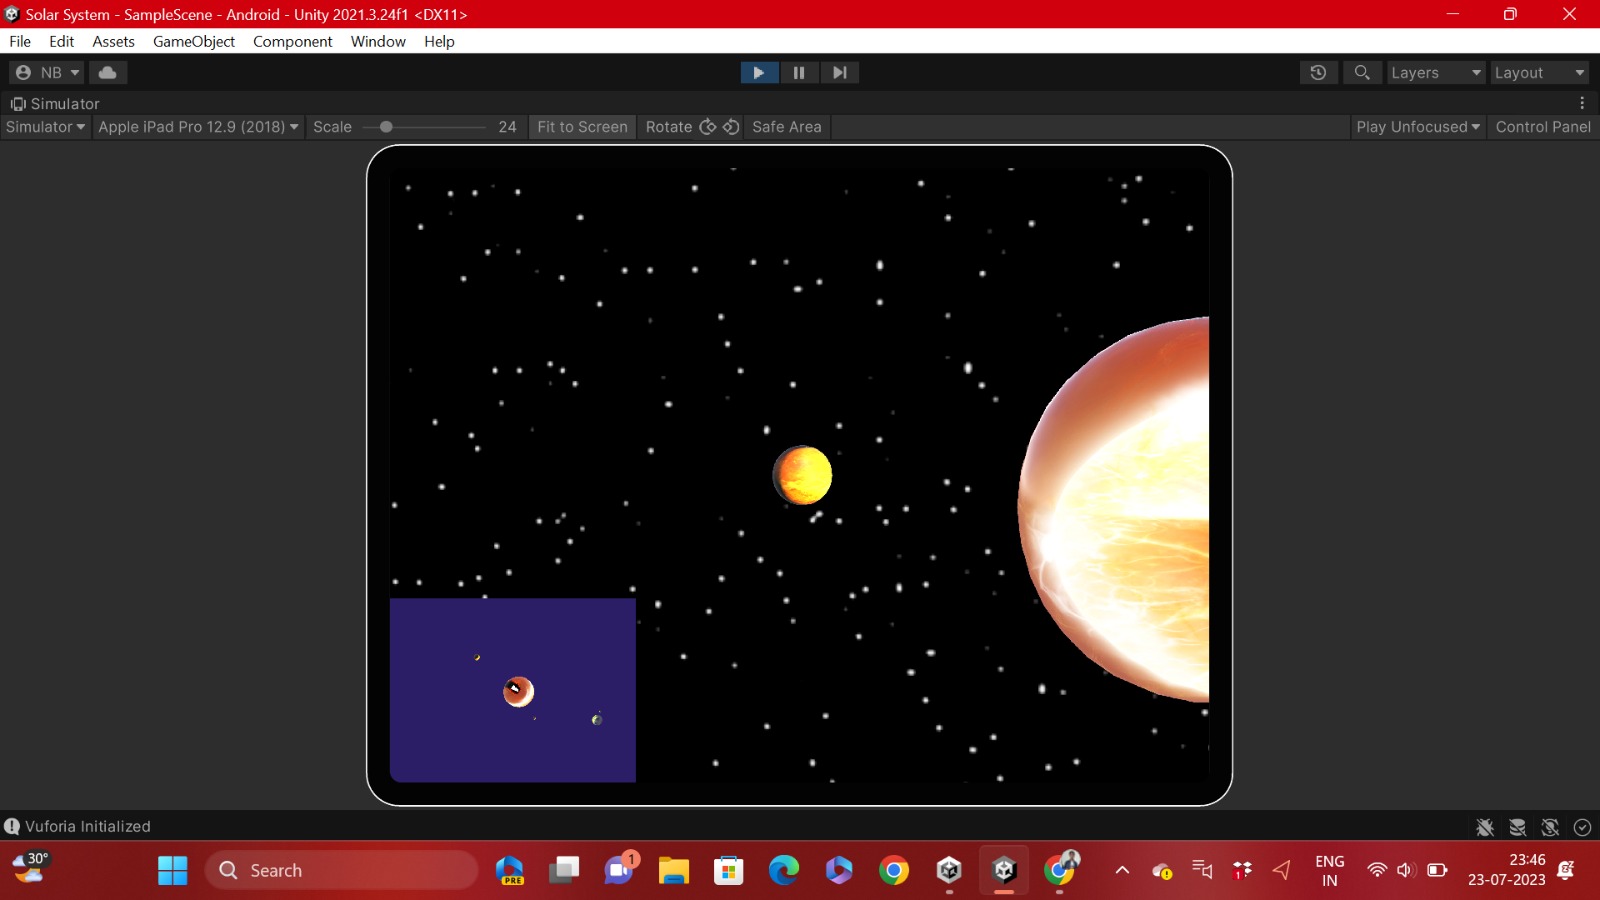 Solar System - SampleScene - Android - Unity 2021.3.24f1 <DX11>
File Edit Assets GameObject Component Window Help
NB Layers Layout
Simulator
Simulator Apple iPad Pro 12.9 (2018) Scale 24 Fit to Screen Rotate Safe Area Play Unfocused Control Panel
Vuforia Initialized
30° Search PRE 1 1 ENG 23:46
IN 23-07-2023